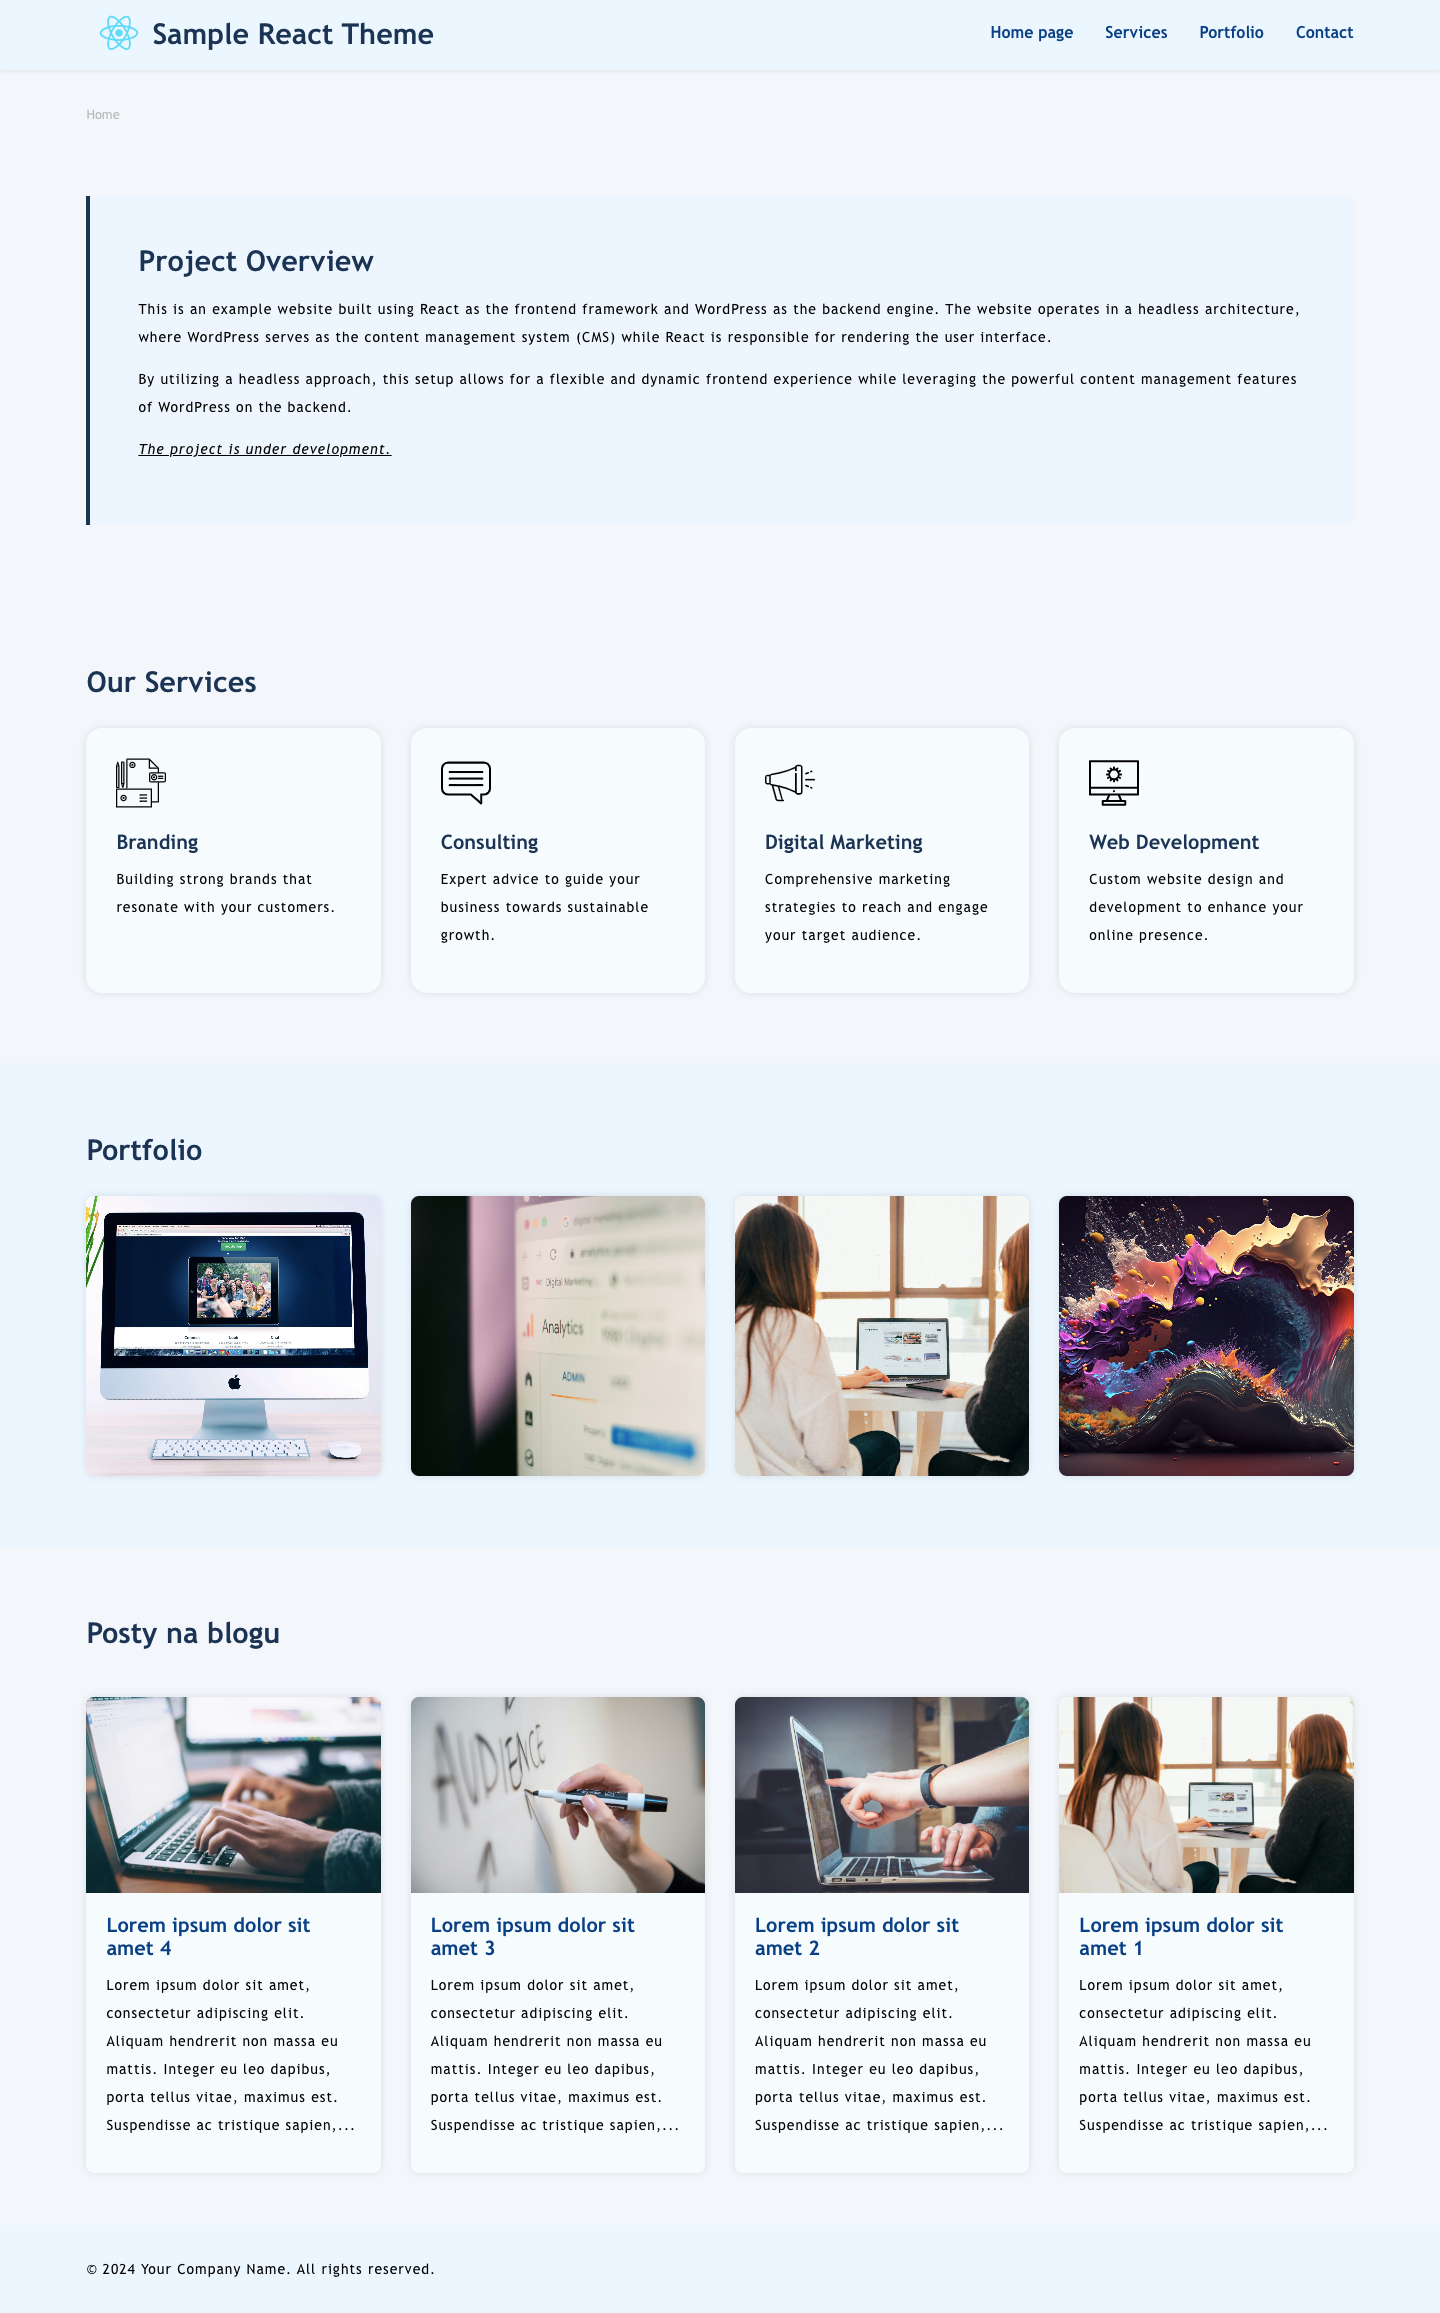 Sample React Theme
Home page Services Portfolio Contact
Home
Project Overview
This is an example website built using React as the frontend framework and WordPress as the backend engine. The website operates in a headless architecture,
where WordPress serves as the content management system (CMS) while React is responsible for rendering the user interface.
By utilizing a headless approach, this setup allows for a flexible and dynamic frontend experience while leveraging the powerful content management features
of WordPress on the backend.
The project is under development.
Our Services
Branding
Building strong brands that
resonate with your customers.
Consulting
Expert advice to guide your
business towards sustainable
growth.
Digital Marketing
Comprehensive marketing
strategies to reach and engage
your target audience.
Web Development
Custom website design and
development to enhance your
online presence.
Portfolio
Digital Marketing
Analytics
ADMIN
Posty na blogu
AUDIENCE
Lorem ipsum dolor sit
amet 4
Lorem ipsum dolor sit amet,
consectetur adipiscing elit.
Aliquam hendrerit non massa eu
mattis. Integer eu leo dapibus,
porta tellus vitae, maximus est.
Suspendisse ac tristique sapien,...
Lorem ipsum dolor sit
amet 3
Lorem ipsum dolor sit amet,
consectetur adipiscing elit.
Aliquam hendrerit non massa eu
mattis. Integer eu leo dapibus,
porta tellus vitae, maximus est.
Suspendisse ac tristique sapien,...
Lorem ipsum dolor sit
amet 2
Lorem ipsum dolor sit amet,
consectetur adipiscing elit.
Aliquam hendrerit non massa eu
mattis. Integer eu leo dapibus,
porta tellus vitae, maximus est.
Suspendisse ac tristique sapien,...
Lorem ipsum dolor sit
amet 1
Lorem ipsum dolor sit amet,
consectetur adipiscing elit.
Aliquam hendrerit non massa eu
mattis. Integer eu leo dapibus,
porta tellus vitae, maximus est.
Suspendisse ac tristique sapien,...
© 2024 Your Company Name. All rights reserved.